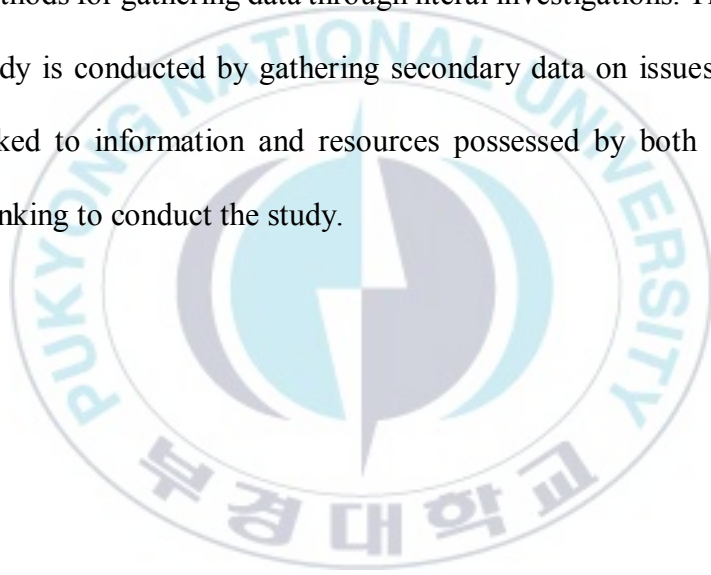 thods for gathering data through literal investigations. T
dy is conducted by gathering secondary data on issues
ked to information and resources possessed by both
nking to conduct the study.
PUKYONG NATIONAL UNIVERSITY
부경대학교